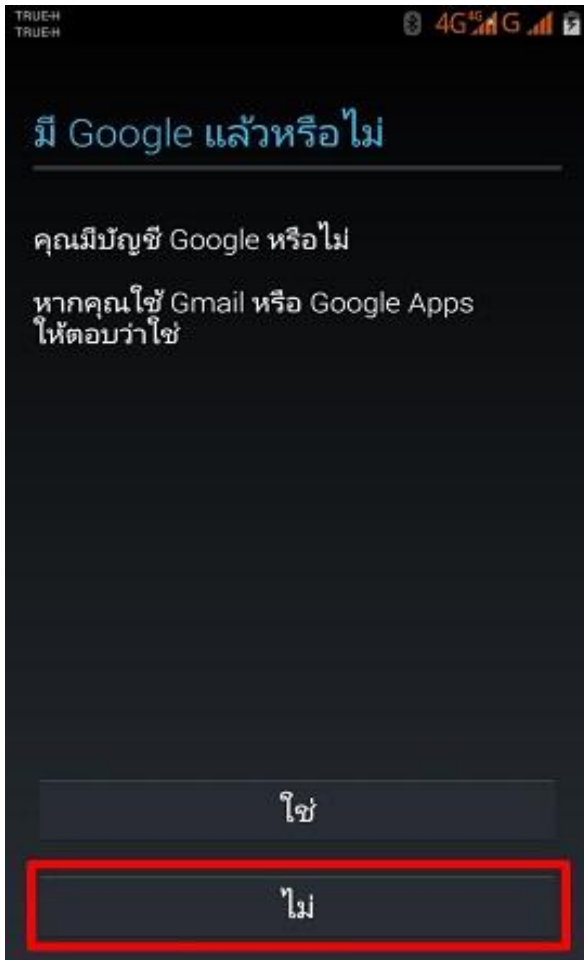 TRUE-H
TRUE-H
4G 4G G
มี Google แล้วหรือไม่
คุณมีบัญชี Google หรือไม่
หากคุณใช้ Gmail หรือ Google Apps
ให้ตอบว่าใช่
ใช่
ไม่